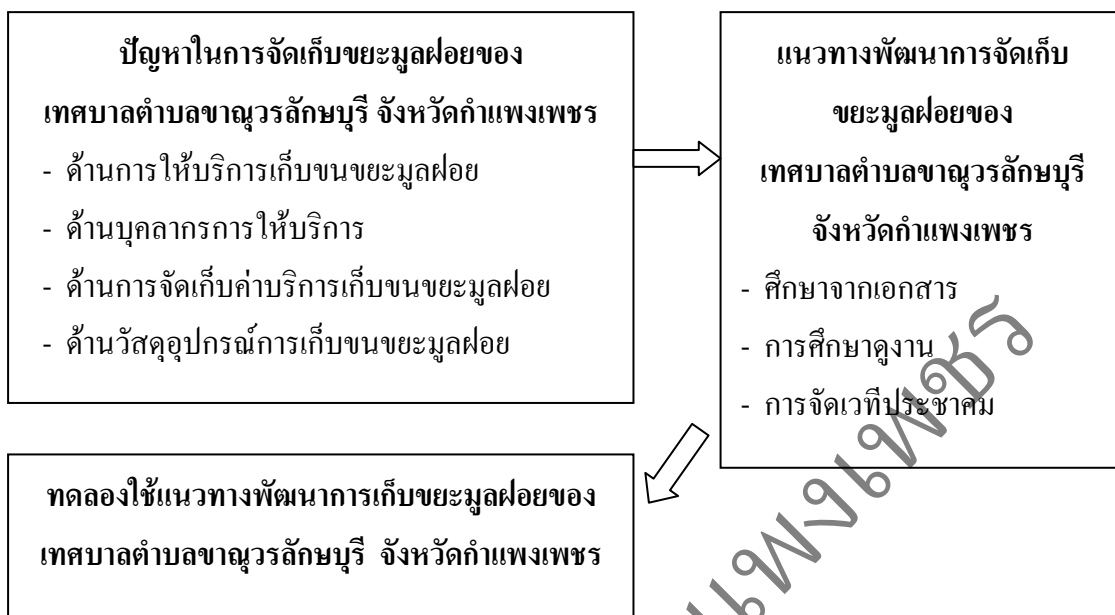 ปัญหาในการจัดเก็บขยะมูลฝอยของ
เทศบาลตำบลขาณุวรลักษบุรี จังหวัดกำแพงเพชร
- ด้านการให้บริการเก็บขนขยะมูลฝอย
- ด้านบุคลากรการให้บริการ
- ด้านการจัดเก็บค่าบริการเก็บขนขยะมูลฝอย
- ด้านวัสดุอุปกรณ์การเก็บขนขยะมูลฝอย
แนวทางพัฒนาการจัดเก็บ
ขยะมูลฝอยของ
เทศบาลตำบลขาณุวรลักษบุรี
จังหวัดกำแพงเพชร
- ศึกษาจากเอกสาร
- การศึกษาดูงาน
- การจัดเวทีประชาคม
ทดลองใช้แนวทางพัฒนาการเก็บขยะมูลฝอยของ
เทศบาลตำบลขาณุวรลักษบุรี จังหวัดกำแพงเพชร
แพงเพชร